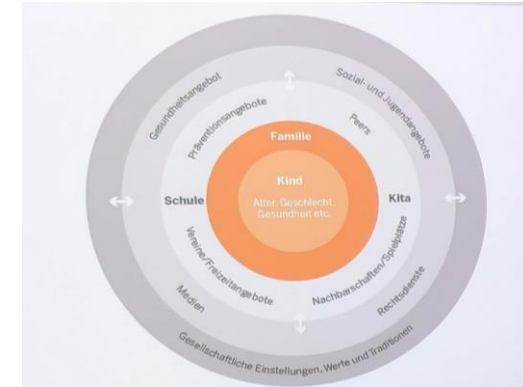 Gesundheitsangebot
Sozial- und Jugendangebote
Präventionsangebote
Peers
Familie
Kind
Alter, Geschlecht,
Gesundheit etc.
Schule
Kita
Vereine/Freizeitangebote
Nachbarschaften/Spielplätze
Medien
Rechtsdienste
Gesellschaftliche Einstellungen, Werte und Traditionen